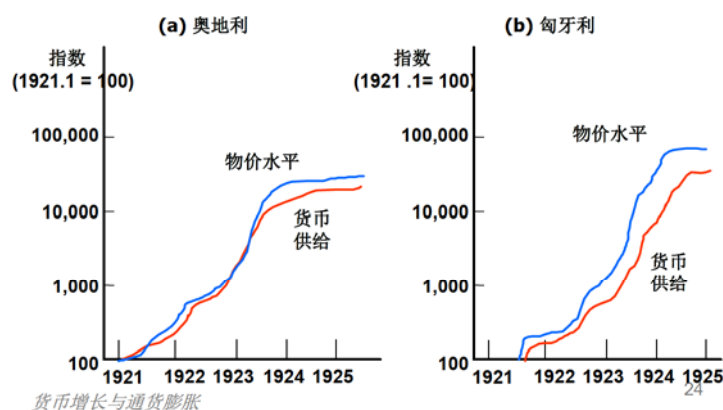 (a) 奥地利
指数
(1921.1 = 100)
100,000
10,000
1,000
100
物价水平
货币
供给
1921 1922 1923 1924 1925
(b) 匈牙利
指数
(1921 .1= 100)
100,000
10,000
1,000
100
物价水平
货币
供给
1921 1922 1923 1924 1925
货币增长与通货膨胀
24